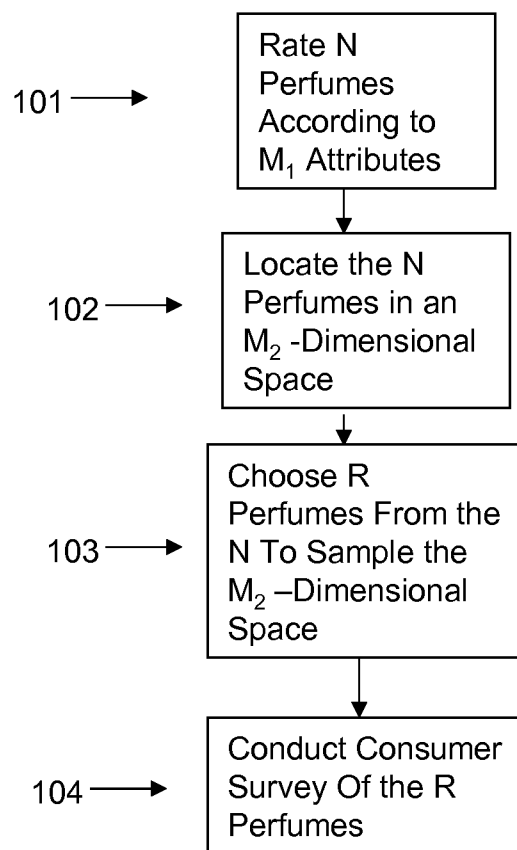 101
Rate N
Perfumes
According to
M₁ Attributes
102
Locate the N
Perfumes in an
M₂ -Dimensional
Space
103
Choose R
Perfumes From the
N To Sample the
M₂ –Dimensional
Space
104
Conduct Consumer
Survey Of the R
Perfumes